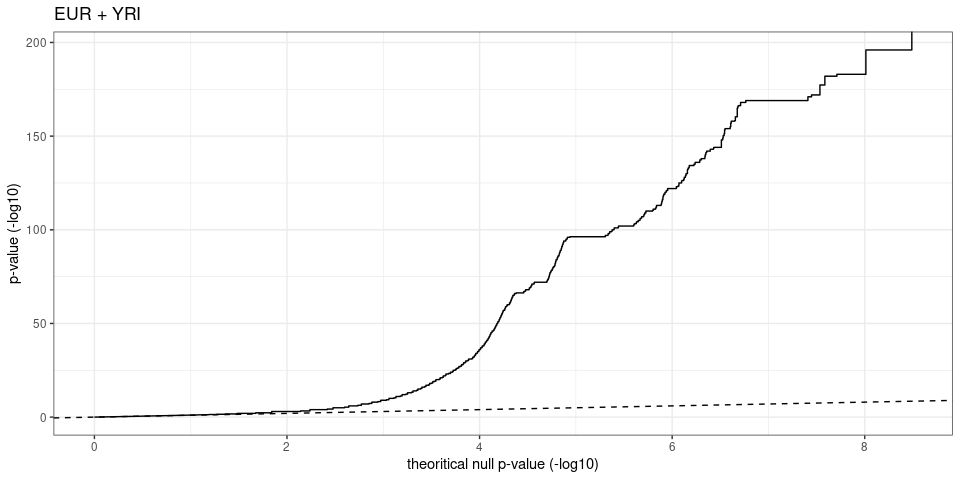 EUR + YRI
200
150
100
50
0
p-value (-log10)
0 2 4 6 8
theoritical null p-value (-log10)